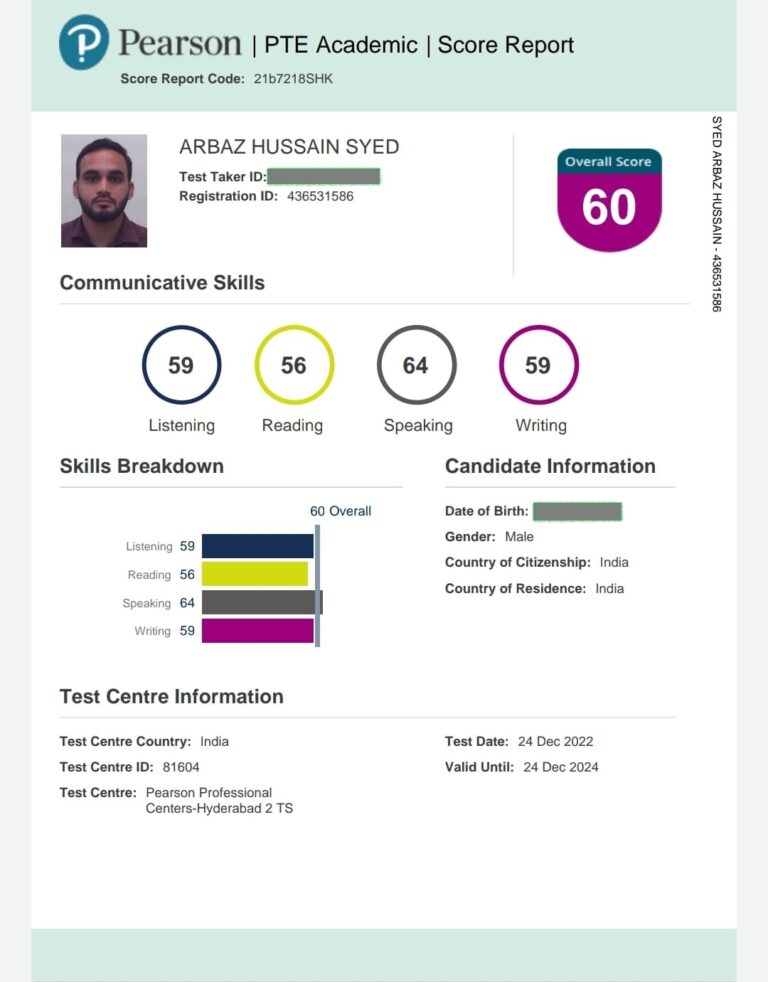 Pearson | PTE Academic | Score Report
Score Report Code: 21b7218SHK
ARBAZ HUSSAIN SYED
Test Taker ID:
Registration ID: 436531586
Overall Score
60
SYED ARBAZ HUSSAIN - 436531586
Communicative Skills
59 56 64 59
Listening Reading Speaking Writing
Skills Breakdown
60 Overall
Listening 59
Reading 56
Speaking 64
Writing 59
Candidate Information
Date of Birth:
Gender: Male
Country of Citizenship: India
Country of Residence: India
Test Centre Information
Test Centre Country: India
Test Centre ID: 81604
Test Centre: Pearson Professional
Centers-Hyderabad 2 TS
Test Date: 24 Dec 2022
Valid Until: 24 Dec 2024